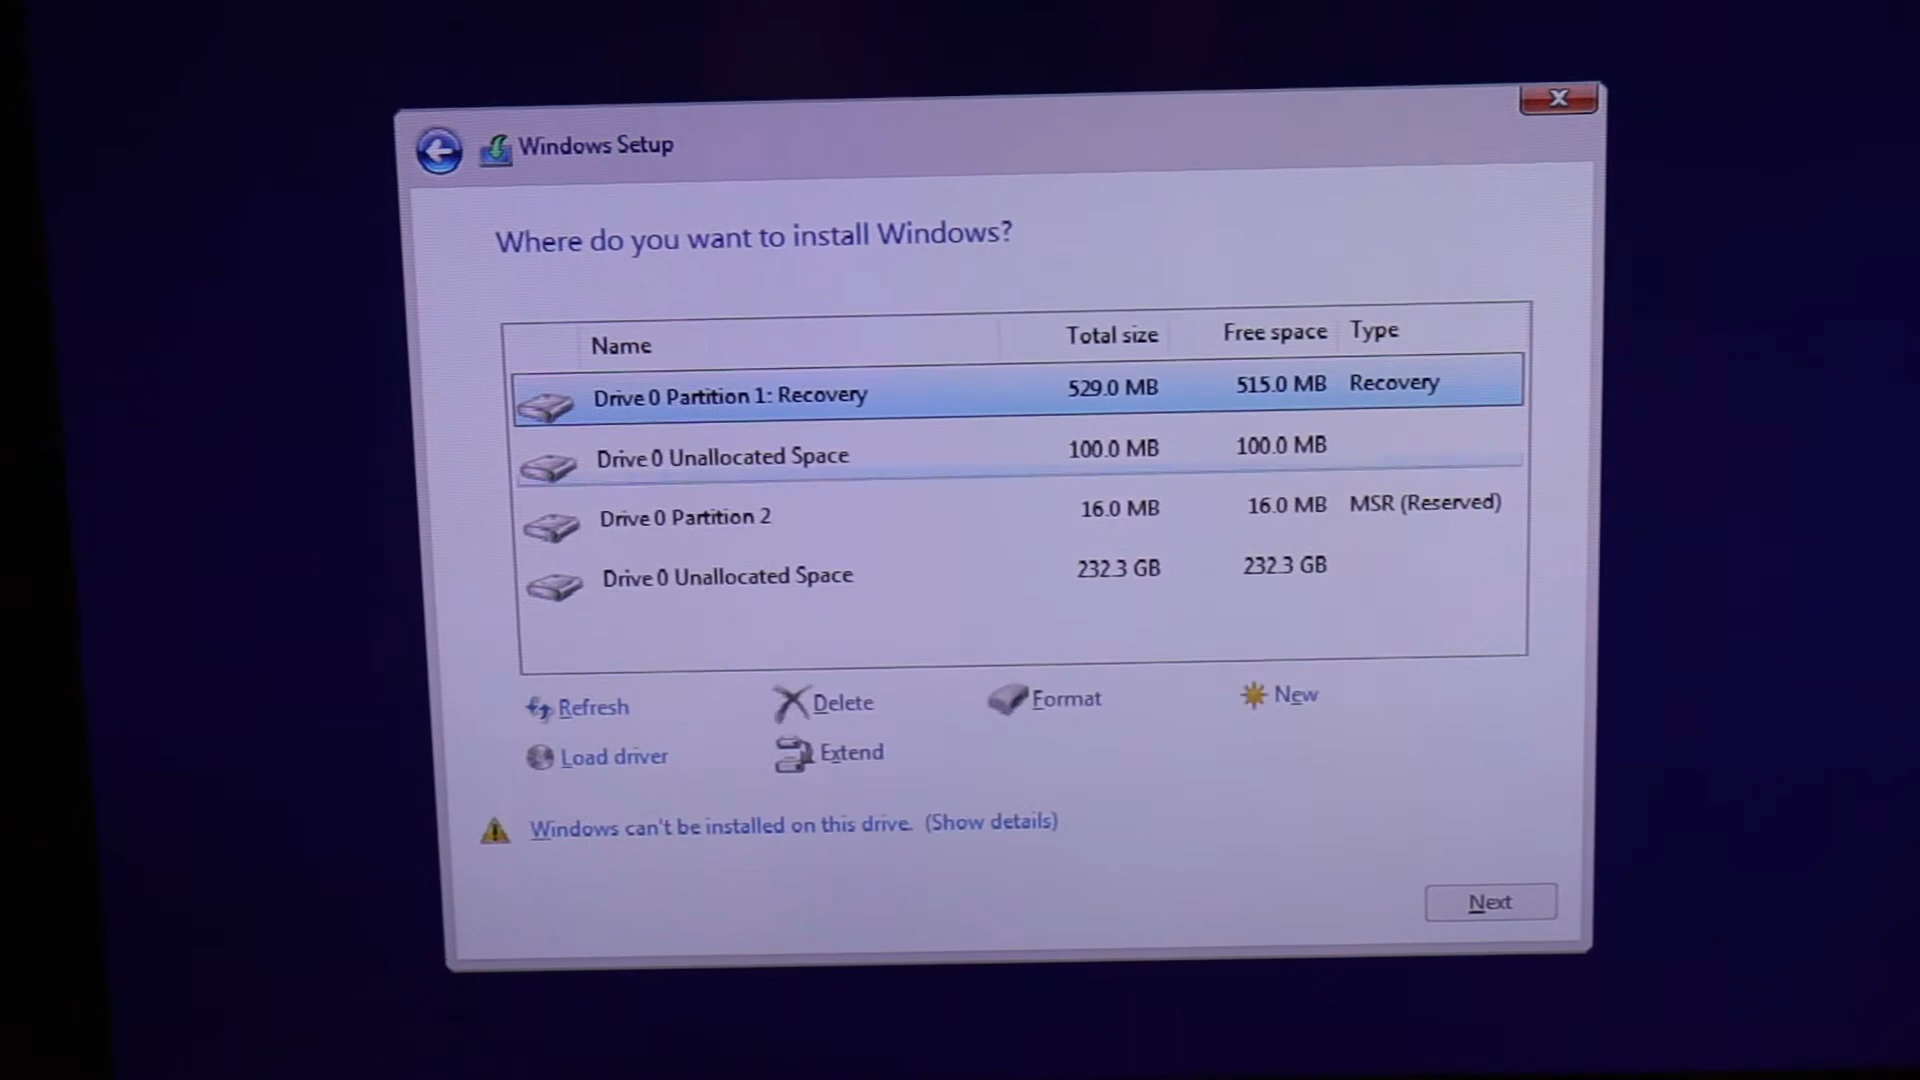 Windows Setup
Where do you want to install Windows?
Name Total size Free space Type
Drive 0 Partition 1: Recovery 529.0 MB 515.0 MB Recovery
Drive 0 Unallocated Space 100.0 MB 100.0 MB
Drive 0 Partition 2 16.0 MB 16.0 MB MSR (Reserved)
Drive 0 Unallocated Space 232.3 GB 232.3 GB
Refresh Delete Format New
Load driver Extend
Windows can't be installed on this drive. (Show details)
Next